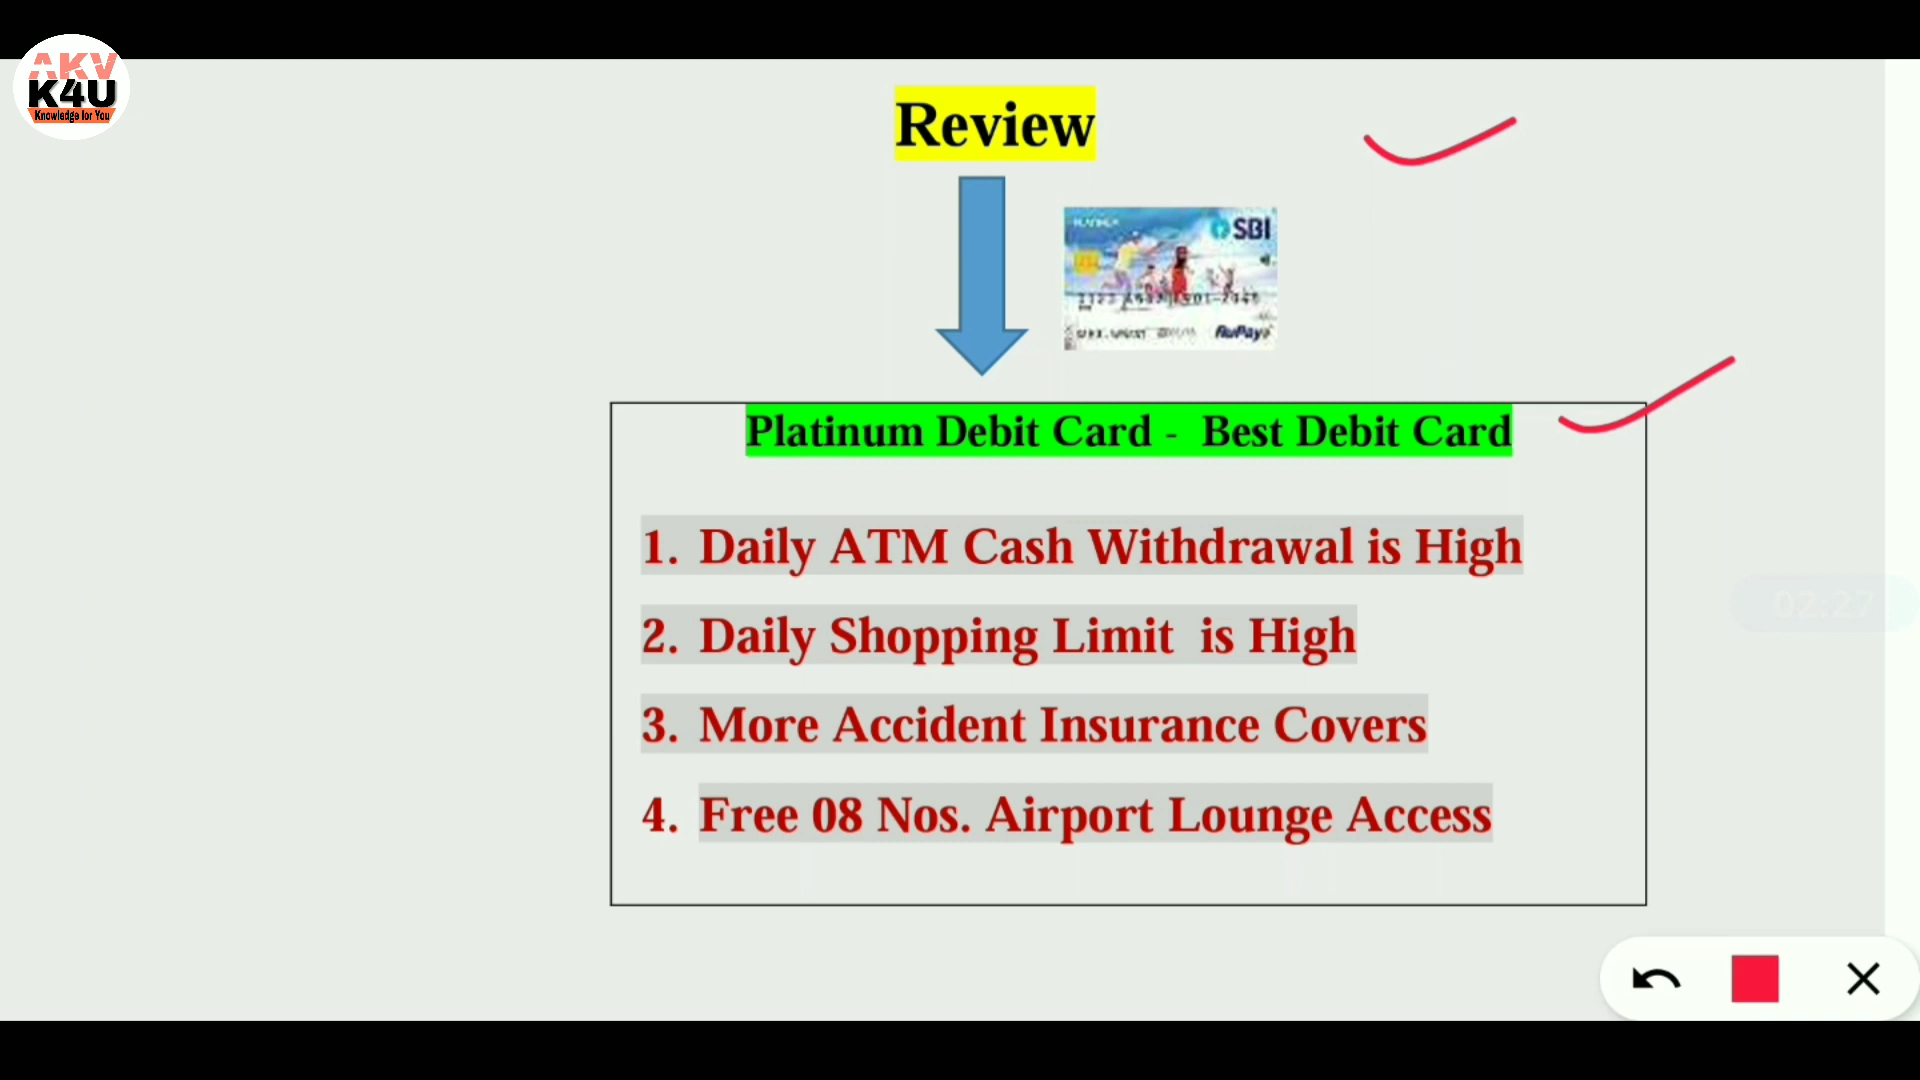 AKV
K4U
Knowledge for You
Review
SBI
RuPay
Platinum Debit Card - Best Debit Card
1. Daily ATM Cash Withdrawal is High
2. Daily Shopping Limit is High
3. More Accident Insurance Covers
4. Free 08 Nos. Airport Lounge Access
02:27